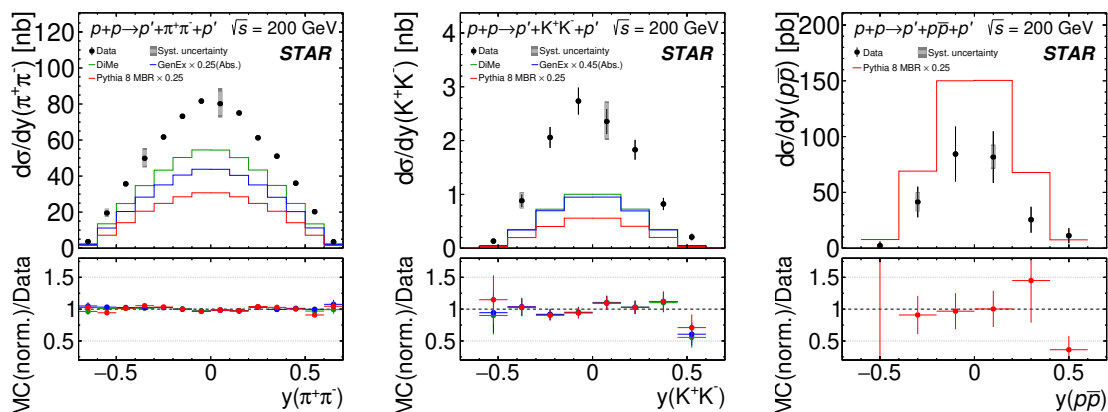 p+p→p′+π⁺π⁻+p′ √s = 200 GeV
STAR
Data
Syst. uncertainty
DiMe
GenEx × 0.25(Abs.)
Pythia 8 MBR × 0.25
dσ/dy(π⁺π⁻) [nb]
120
100
80
60
40
20
0
MC(norm.)/Data
1.5
1
0.5
−0.5 0 0.5
y(π⁺π⁻)
p+p→p′+K⁺K⁻+p′ √s = 200 GeV
STAR
Data
Syst. uncertainty
DiMe
GenEx × 0.45(Abs.)
Pythia 8 MBR × 0.25
dσ/dy(K⁺K⁻) [nb]
4
3
2
1
0
MC(norm.)/Data
1.5
1
0.5
−0.5 0 0.5
y(K⁺K⁻)
p+p→p′+pp̅+p′ √s = 200 GeV
STAR
Data
Syst. uncertainty
Pythia 8 MBR × 0.25
dσ/dy(pp̅) [pb]
200
150
100
50
0
MC(norm.)/Data
1.5
1
0.5
−0.5 0 0.5
y(pp̅)